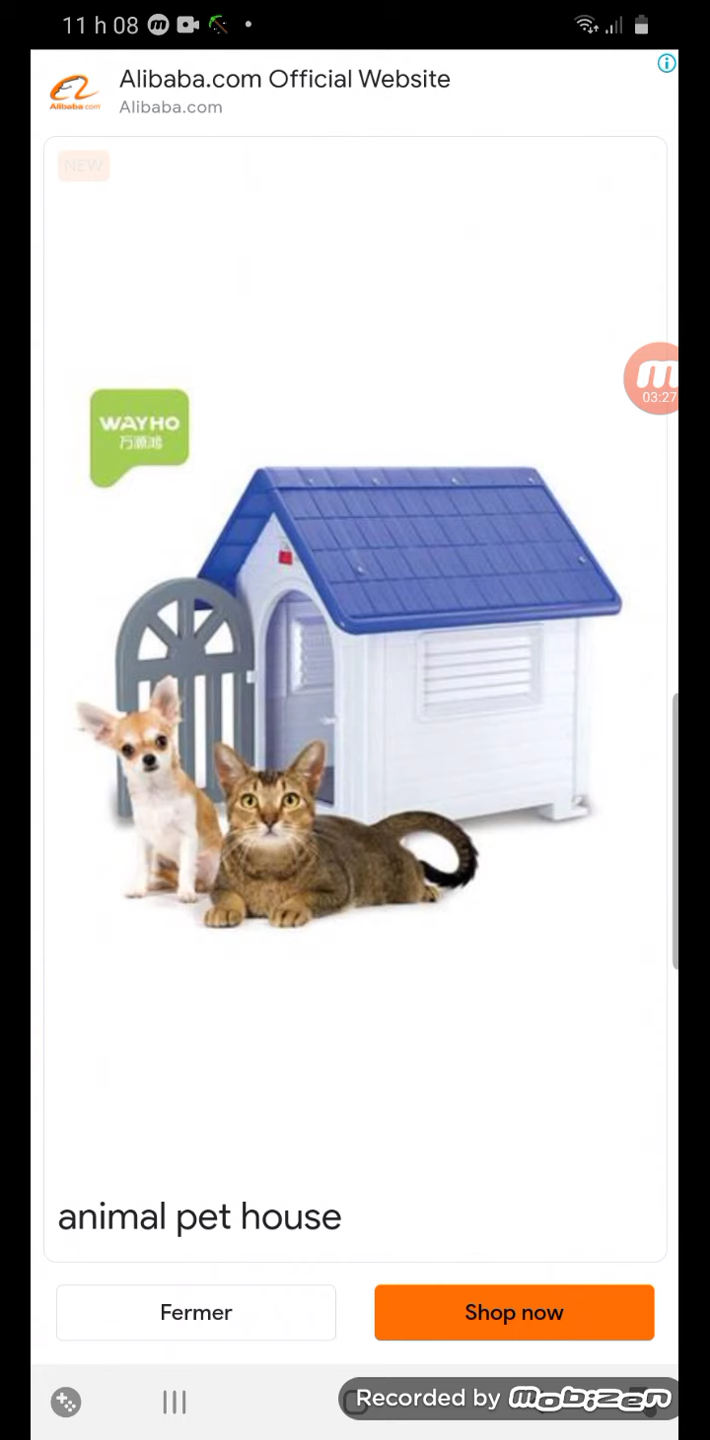 11 h 08
Alibaba.com Official Website
Alibaba.com
Alibaba.com
NEW
WAYHO
万源鸿
03:27
animal pet house
Fermer
Shop now
Recorded by mobizen